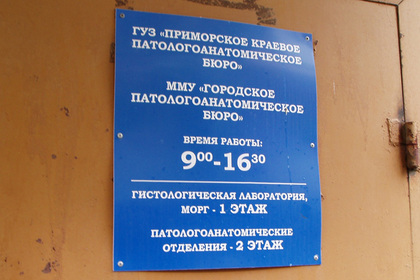 ГУЗ «ПРИМОРСКОЕ КРАЕВОЕ
ПАТОЛОГОАНАТОМИЧЕСКОЕ
БЮРО»
ММУ «ГОРОДСКОЕ
ПАТОЛОГОАНАТОМИЧЕСКОЕ
БЮРО»
ВРЕМЯ РАБОТЫ:
9⁰⁰-16³⁰
ГИСТОЛОГИЧЕСКАЯ ЛАБОРАТОРИЯ,
МОРГ - 1 ЭТАЖ
ПАТОЛОГОАНАТОМИЧЕСКИЕ
ОТДЕЛЕНИЯ - 2 ЭТАЖ